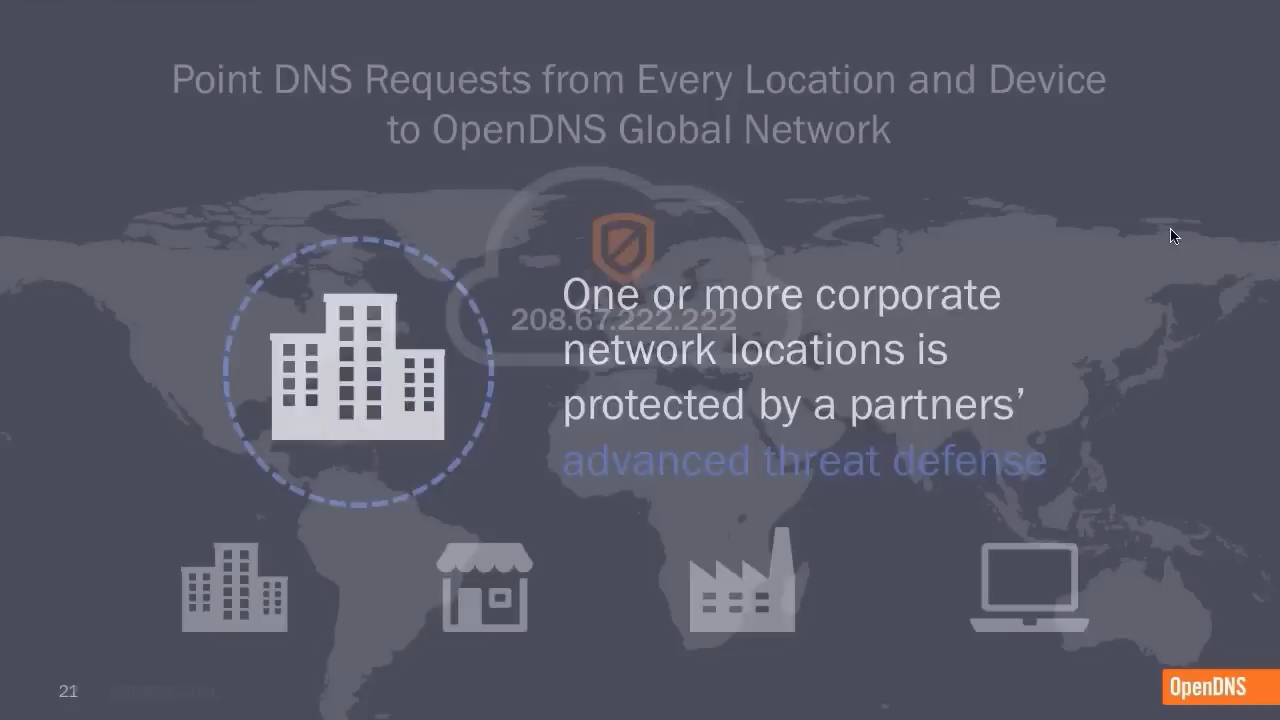 Point DNS Requests from Every Location and Device
to OpenDNS Global Network
208.67.222.222
One or more corporate
network locations is
protected by a partners’
advanced threat defense
21
OpenDNS